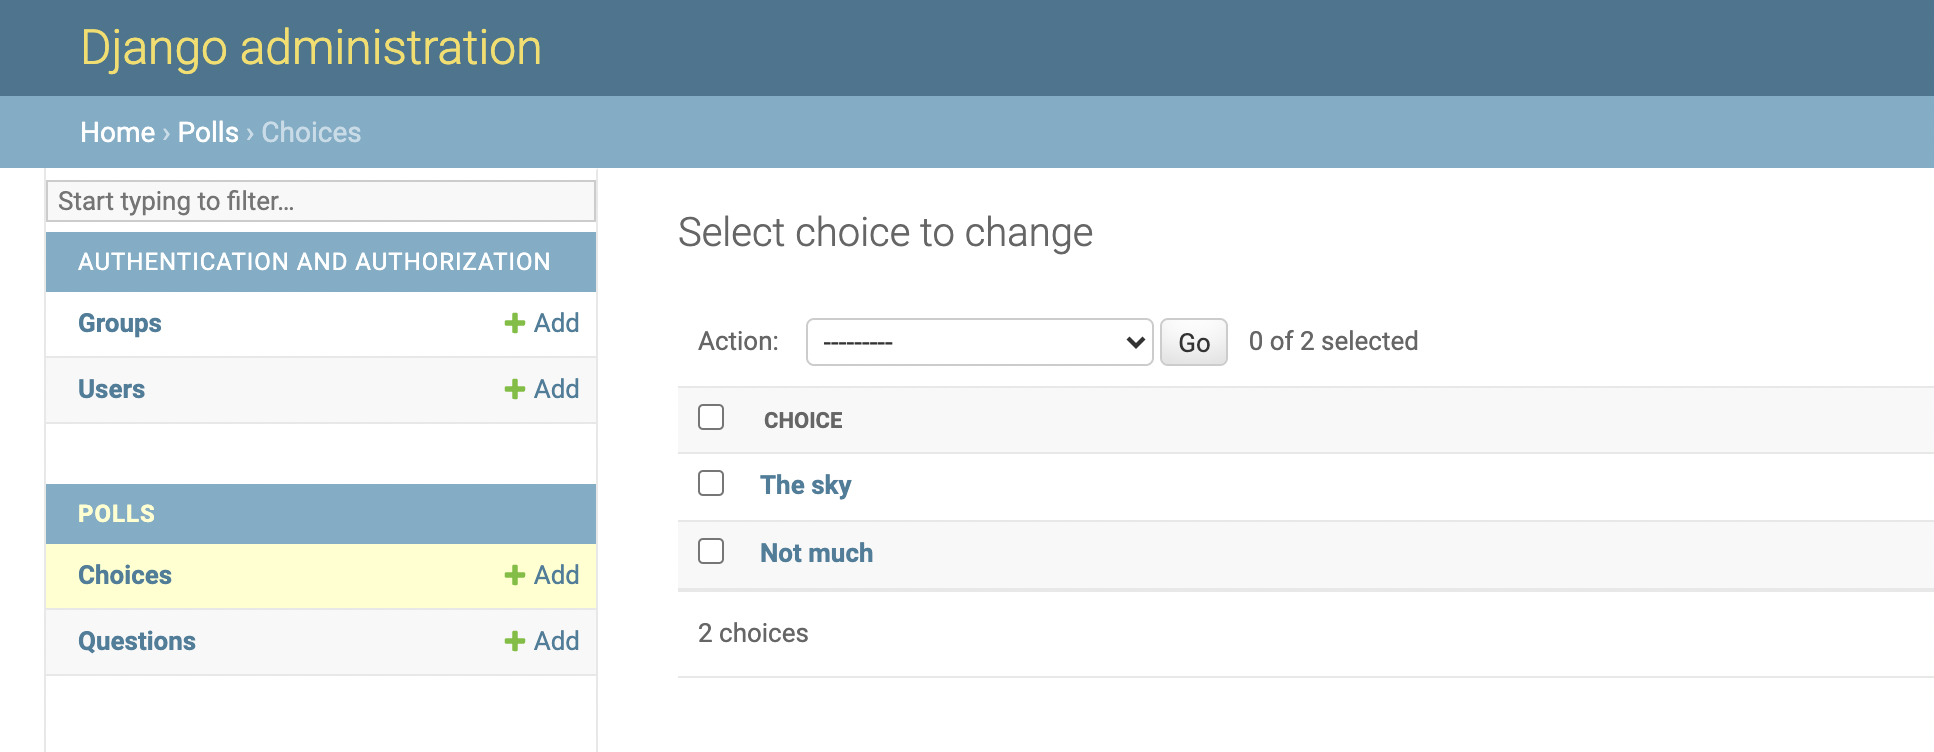 Django administration
Home › Polls › Choices
Start typing to filter...
AUTHENTICATION AND AUTHORIZATION
Groups + Add
Users + Add
POLLS
Choices + Add
Questions + Add
Select choice to change
Action: --------- Go 0 of 2 selected
CHOICE
The sky
Not much
2 choices